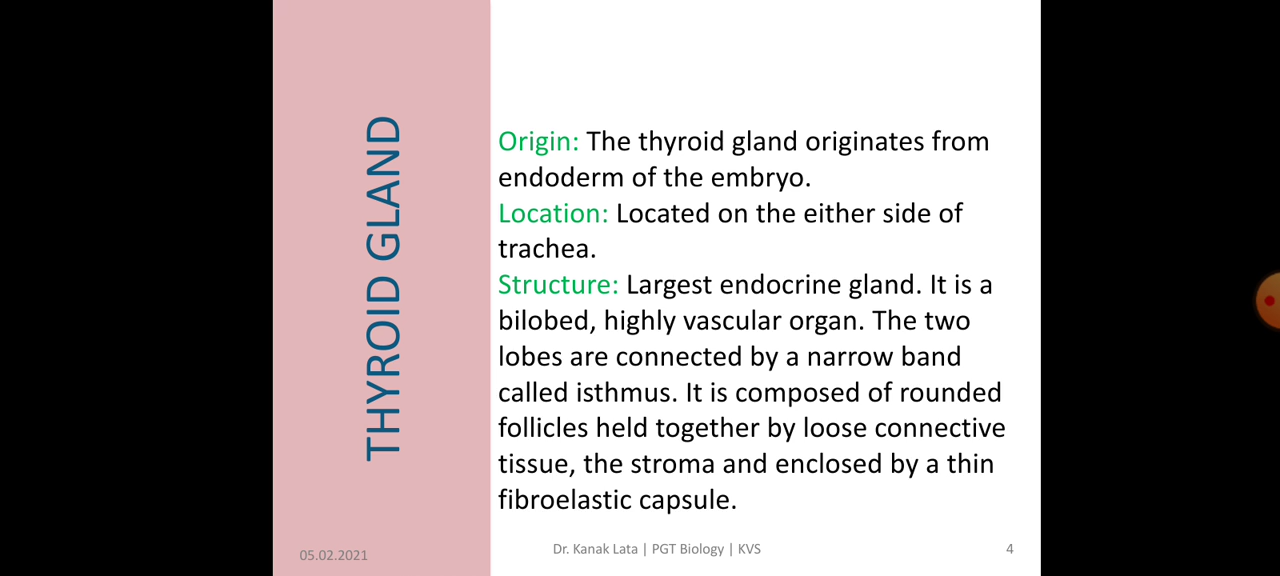 THYROID GLAND
Origin: The thyroid gland originates from
endoderm of the embryo.
Location: Located on the either side of
trachea.
Structure: Largest endocrine gland. It is a
bilobed, highly vascular organ. The two
lobes are connected by a narrow band
called isthmus. It is composed of rounded
follicles held together by loose connective
tissue, the stroma and enclosed by a thin
fibroelastic capsule.
05.02.2021
Dr. Kanak Lata | PGT Biology | KVS
4